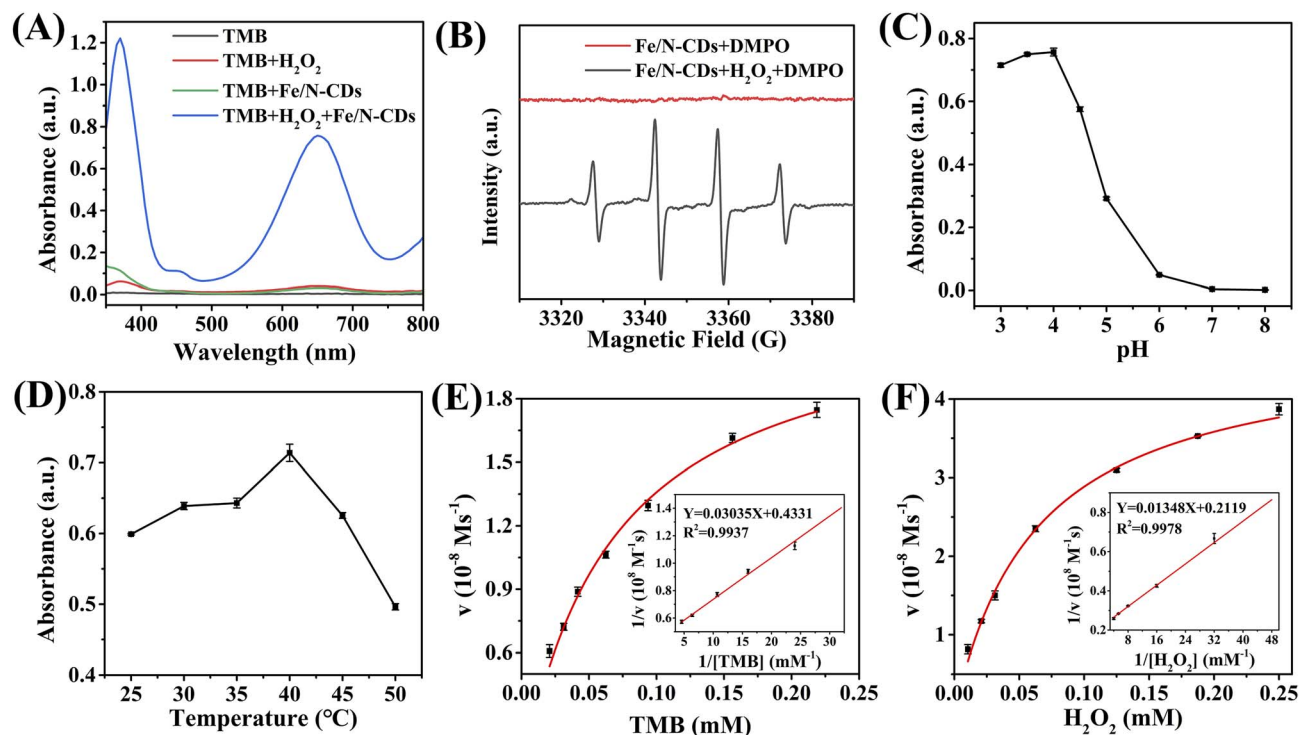 (A)
TMB
TMB+H₂O₂
TMB+Fe/N-CDs
TMB+H₂O₂+Fe/N-CDs
1.2
1.0
0.8
0.6
0.4
0.2
0.0
Absorbance (a.u.)
400 500 600 700 800
Wavelength (nm)
(B)
Fe/N-CDs+DMPO
Fe/N-CDs+H₂O₂+DMPO
Intensity (a.u.)
3320 3340 3360 3380
Magnetic Field (G)
(C)
0.8
0.6
0.4
0.2
0.0
Absorbance (a.u.)
3 4 5 6 7 8
pH
(D)
0.8
0.7
0.6
0.5
0.4
Absorbance (a.u.)
25 30 35 40 45 50
Temperature (°C)
(E)
1.8
1.5
1.2
0.9
0.6
v (10⁻⁸ Ms⁻¹)
0.00 0.05 0.10 0.15 0.20 0.25
TMB (mM)
Y=0.03035X+0.4331
R²=0.9937
1.4
1.2
1.0
0.8
0.6
1/v (10⁸ M⁻¹s)
5 10 15 20 25 30
1/[TMB] (mM⁻¹)
(F)
4
3
2
1
v (10⁻⁸ Ms⁻¹)
0.00 0.05 0.10 0.15 0.20 0.25
H₂O₂ (mM)
Y=0.01348X+0.2119
R²=0.9978
1.0
0.8
0.6
0.4
0.2
1/v (10⁸ M⁻¹s)
8 16 24 32 40 48
1/[H₂O₂] (mM⁻¹)